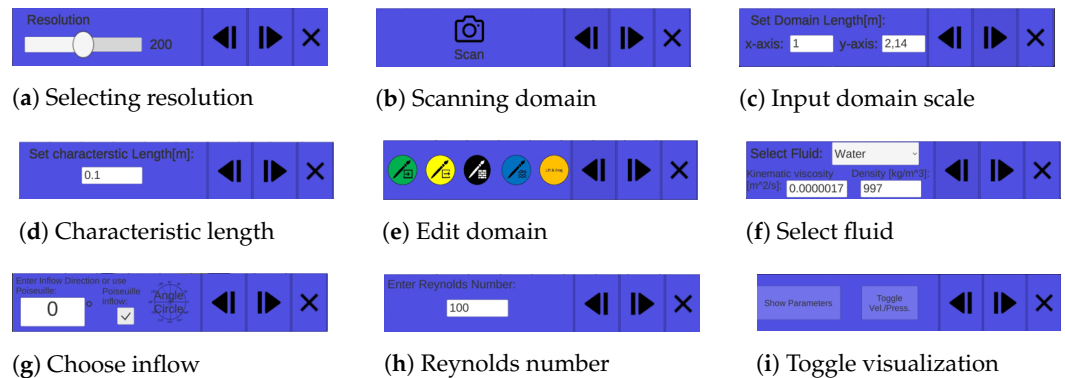 Resolution
200
Scan
Set Domain Length[m]:
x-axis: 1 y-axis: 2,14
(a) Selecting resolution
(b) Scanning domain
(c) Input domain scale
Set characterstic Length[m]:
0.1
Lift & Drag
Select Fluid: Water
Kinematic viscosity Density [kg/m^3]:
[m^2/s]: 0.0000017 997
(d) Characteristic length
(e) Edit domain
(f) Select fluid
Enter Inflow Direction or use
Poiseuille: Poiseuille
inflow:
0 °
Angle
Circle
Enter Reynolds Number:
100
Show Parameters
Toggle
Vel./Press.
(g) Choose inflow
(h) Reynolds number
(i) Toggle visualization